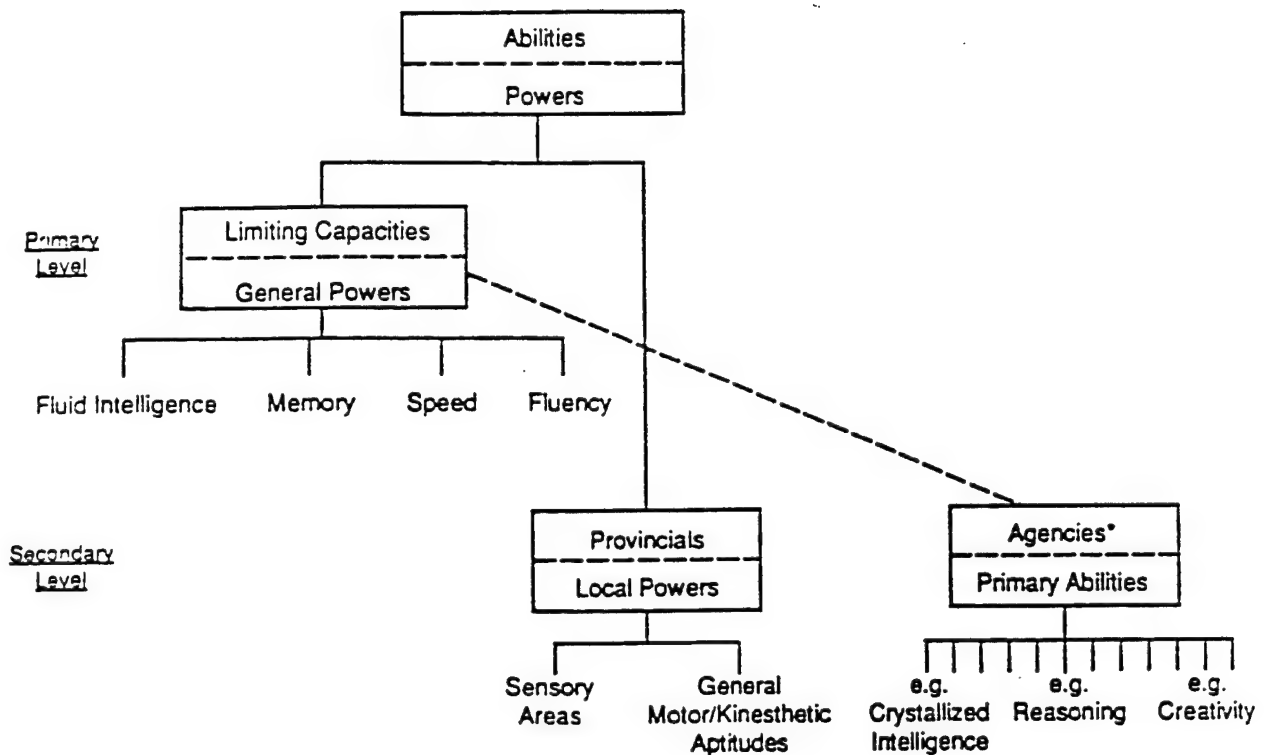 Abilities
Powers
Primary
Level
Limiting Capacities
General Powers
Fluid Intelligence
Memory
Speed
Fluency
Secondary
Level
Provincials
Local Powers
Agencies*
Primary Abilities
Sensory
Areas
General
Motor/Kinesthetic
Aptitudes
e.g.
Crystallized
Intelligence
e.g.
Reasoning
e.g.
Creativity